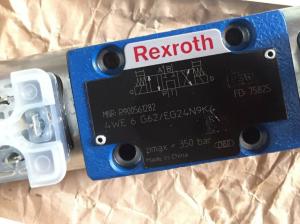 Rexroth
MNR: R900561282
FD: 75825
4WE 6 G62/EG24N9K4
pmax = 350 bar
Made in China